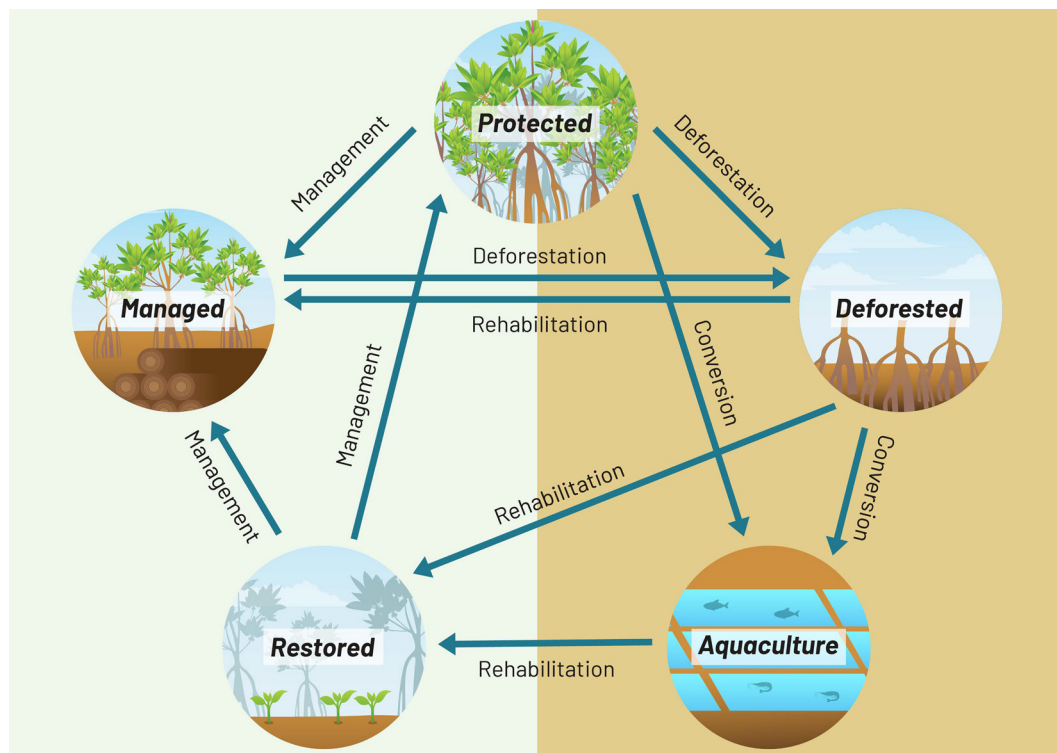 Protected
Management
Deforestation
Deforestation
Managed
Rehabilitation
Deforested
Conversion
Management
Management
Rehabilitation
Conversion
Restored
Aquaculture
Rehabilitation